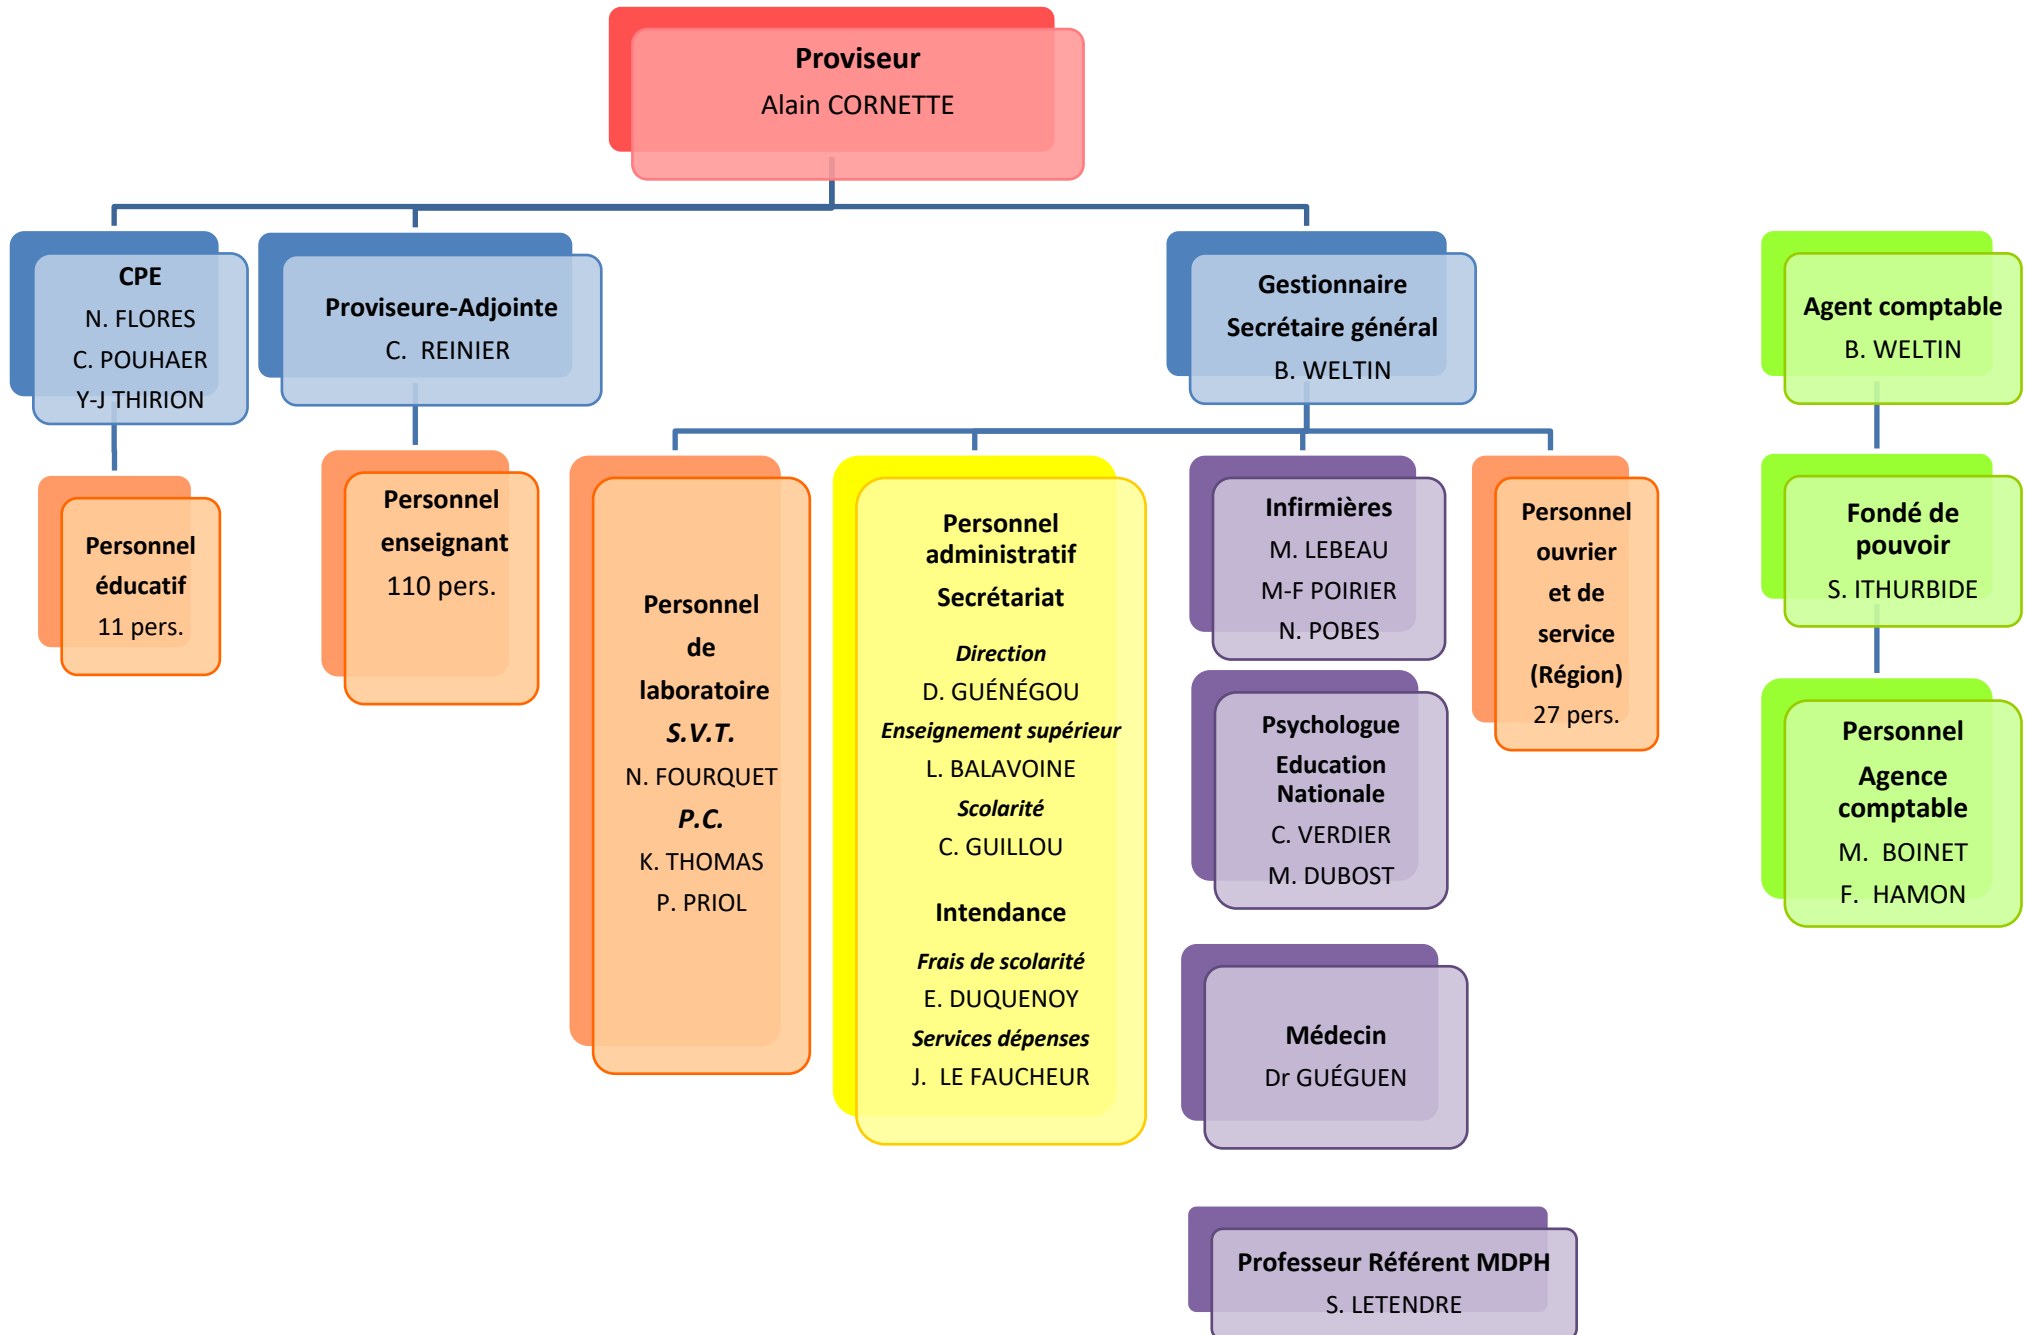 Proviseur
Alain CORNETTE
CPE
N. FLORES
C. POUHAER
Y-J THIRION
Proviseure-Adjointe
C. REINIER
Gestionnaire
Secrétaire général
B. WELTIN
Agent comptable
B. WELTIN
Personnel
éducatif
11 pers.
Personnel
enseignant
110 pers.
Personnel
de
laboratoire
S.V.T.
N. FOURQUET
P.C.
K. THOMAS
P. PRIOL
Personnel
administratif
Secrétariat
Direction
D. GUÉNÉGOU
Enseignement supérieur
L. BALAVOINE
Scolarité
C. GUILLOU
Intendance
Frais de scolarité
E. DUQUENOY
Services dépenses
J. LE FAUCHEUR
Infirmières
M. LEBEAU
M-F POIRIER
N. POBES
Psychologue
Education
Nationale
C. VERDIER
M. DUBOST
Médecin
Dr GUÉGUEN
Professeur Référent MDPH
S. LETENDRE
Personnel
ouvrier
et de
service
(Région)
27 pers.
Fondé de
pouvoir
S. ITHURBIDE
Personnel
Agence
comptable
M. BOINET
F. HAMON